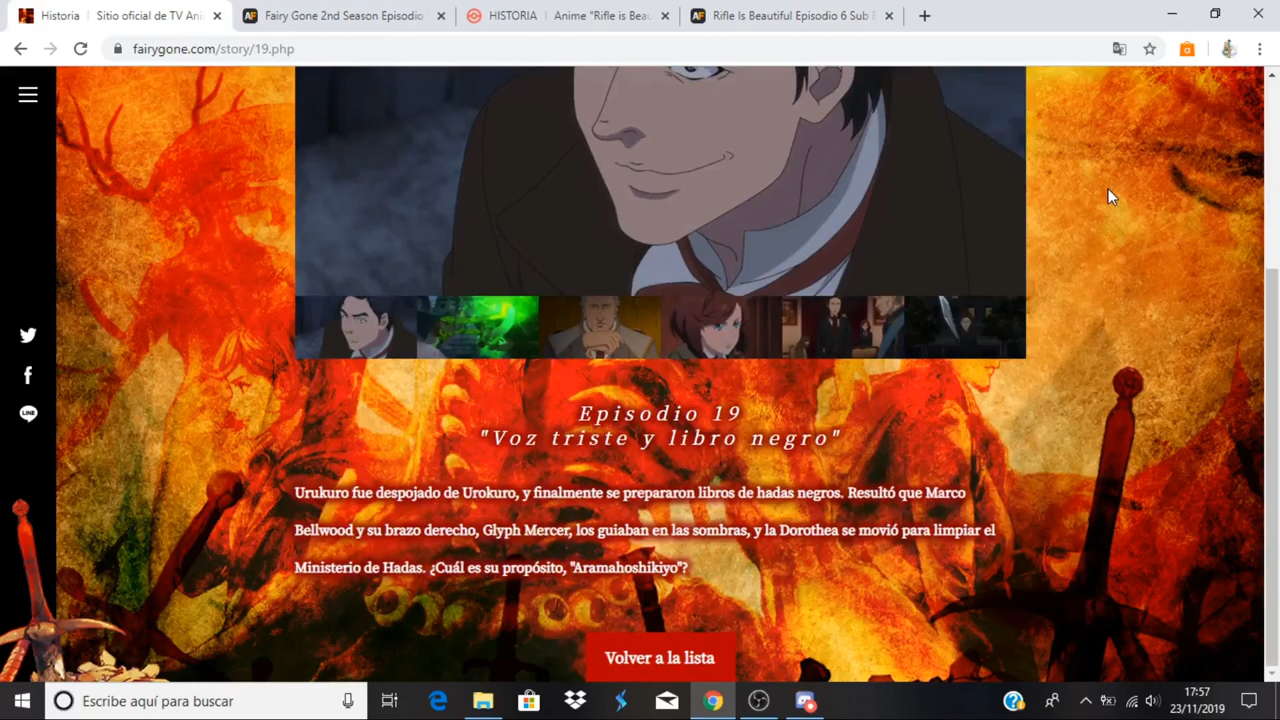 Historia | Sitio oficial de TV Ani
Fairy Gone 2nd Season Episodio
HISTORIA | Anime "Rifle is Beau
Rifle Is Beautiful Episodio 6 Sub E
fairygone.com/story/19.php
LINE
Episodio 19
"Voz triste y libro negro"
Urukuro fue despojado de Urokuro, y finalmente se prepararon libros de hadas negros. Resultó que Marco
Bellwood y su brazo derecho, Glyph Mercer, los guiaban en las sombras, y la Dorothea se movió para limpiar el
Ministerio de Hadas. ¿Cuál es su propósito, "Aramahoshikiyo"?
Volver a la lista
Escribe aquí para buscar
17:57
23/11/2019